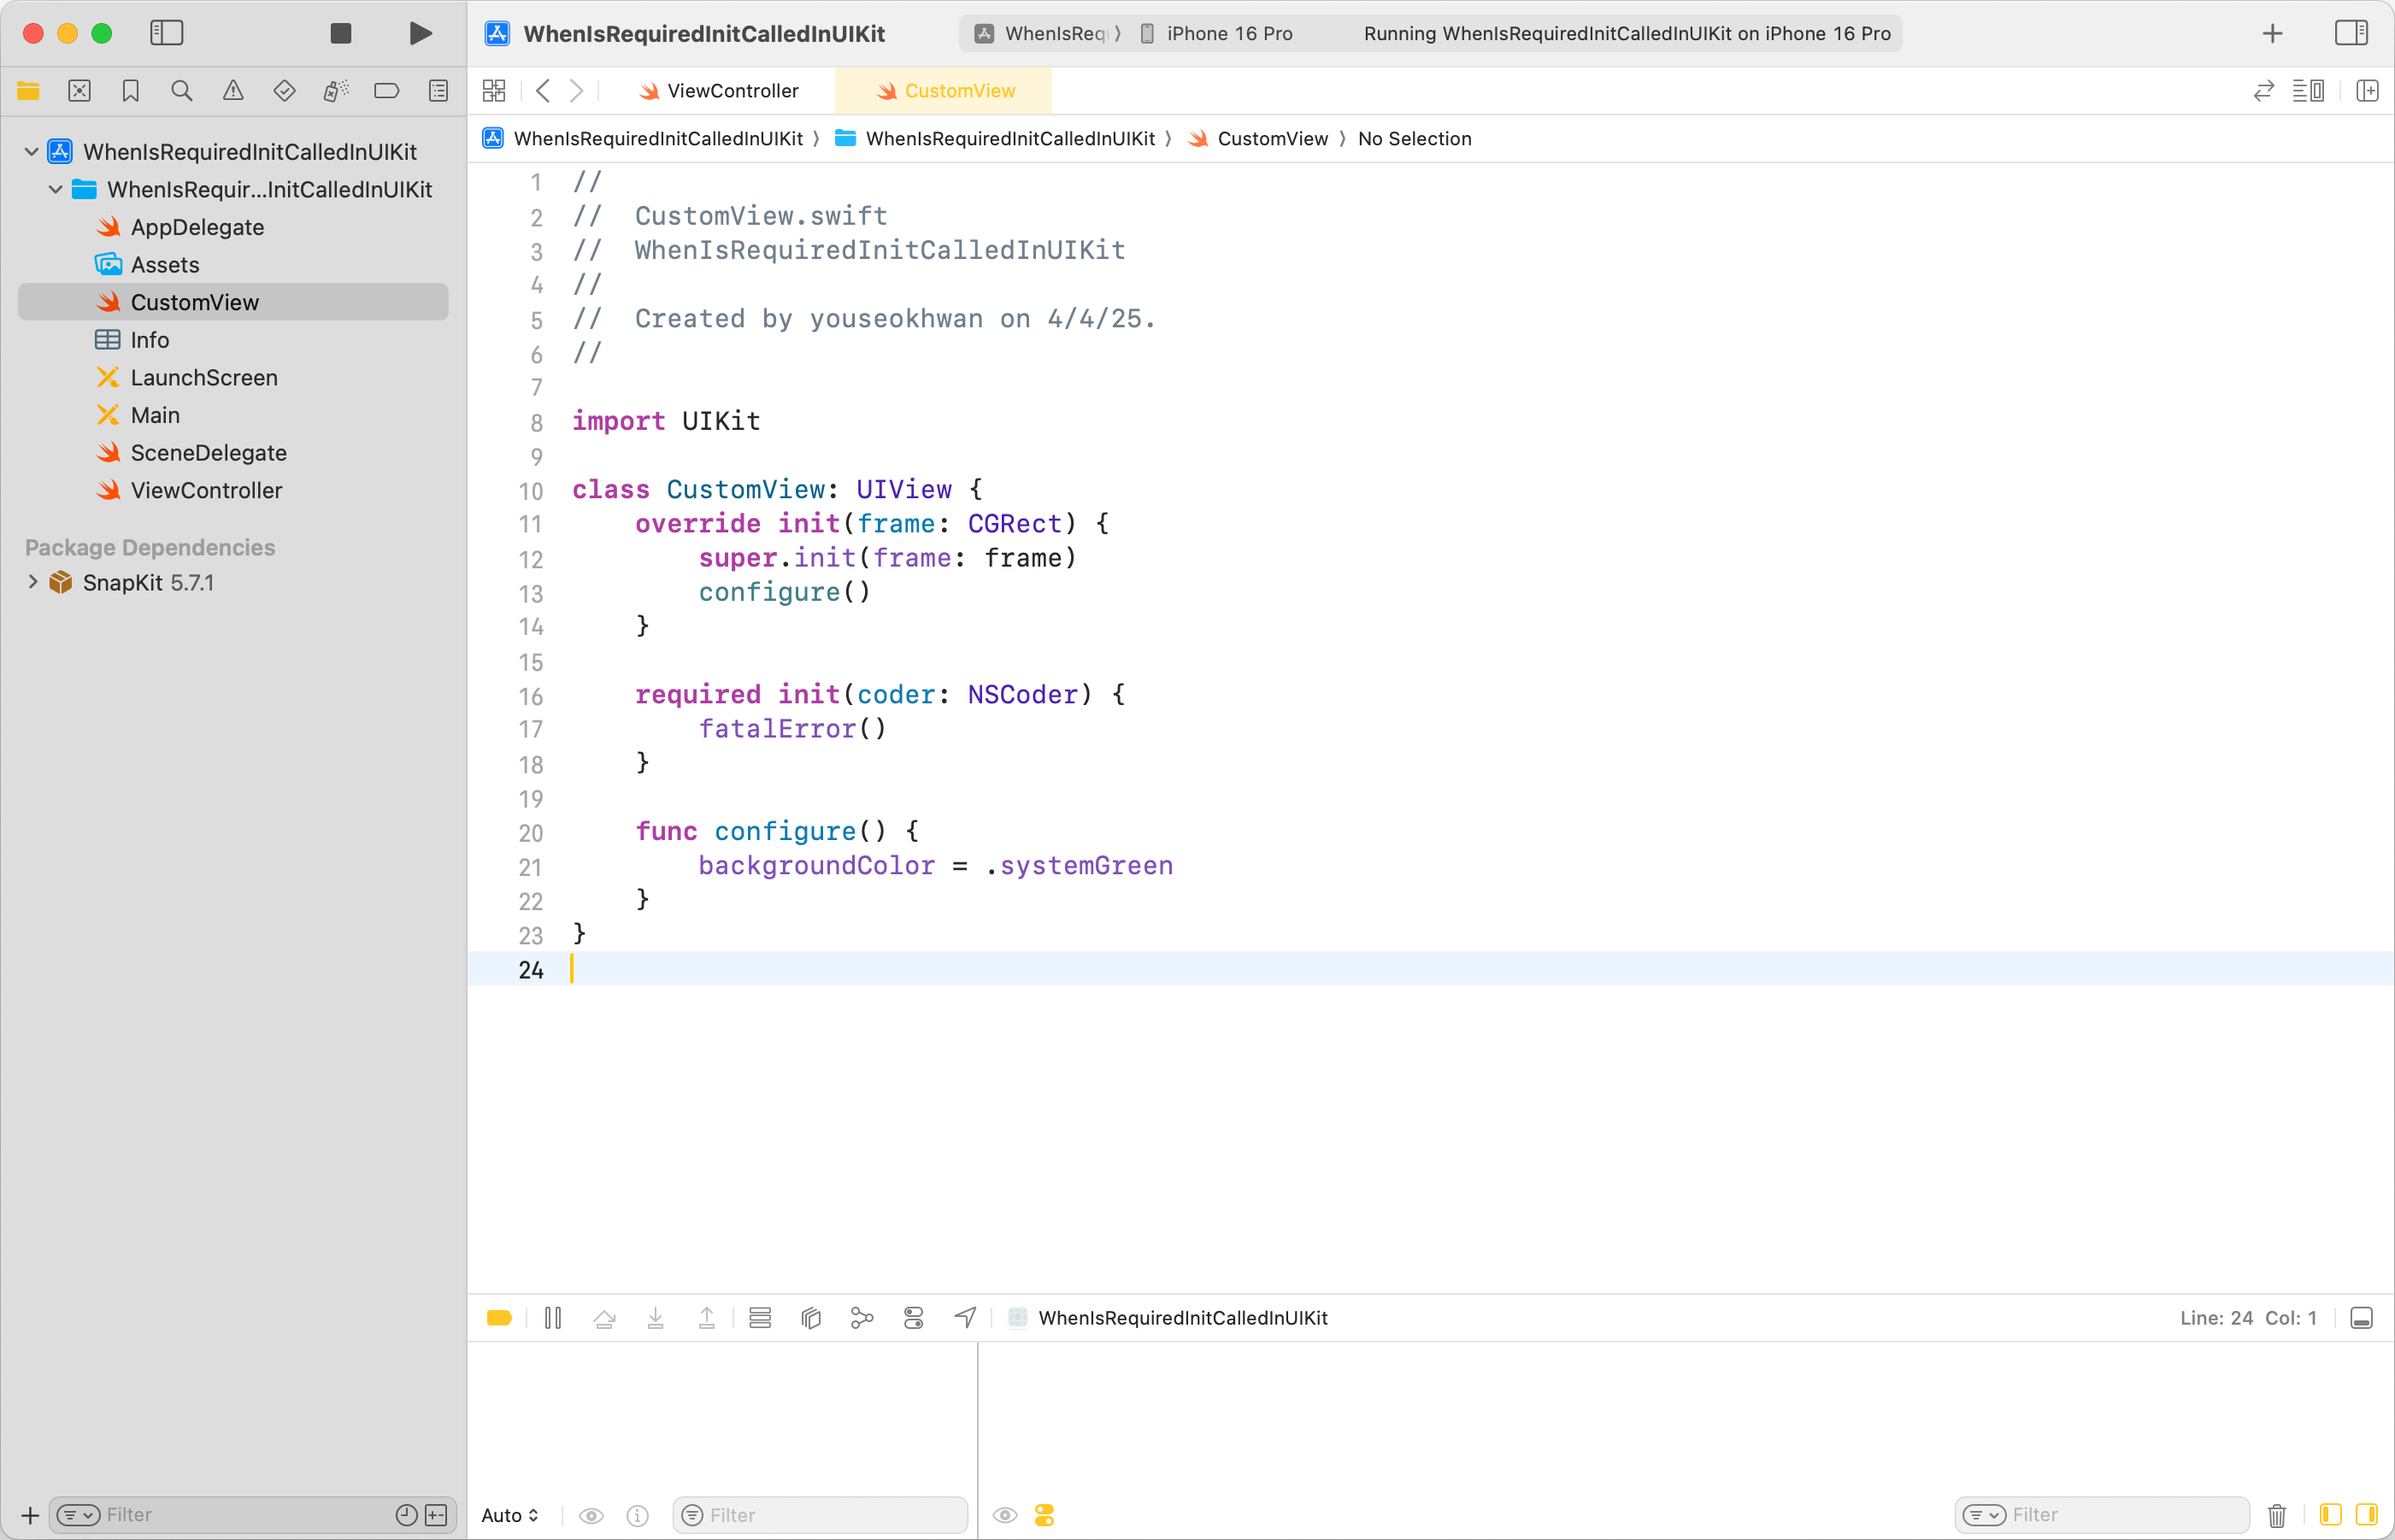 WhenIsRequiredInitCalledInUIKit
WhenIsReq
iPhone 16 Pro
Running WhenIsRequiredInitCalledInUIKit on iPhone 16 Pro
ViewController
CustomView
WhenIsRequiredInitCalledInUIKit 〉 WhenIsRequiredInitCalledInUIKit 〉 CustomView 〉 No Selection
WhenIsRequiredInitCalledInUIKit
WhenIsRequir...InitCalledInUIKit
AppDelegate
Assets
CustomView
Info
LaunchScreen
Main
SceneDelegate
ViewController
Package Dependencies
SnapKit 5.7.1
Filter
1 //
2 //  CustomView.swift
3 //  WhenIsRequiredInitCalledInUIKit
4 //
5 //  Created by youseokhwan on 4/4/25.
6 //
7
8 import UIKit
9
10 class CustomView: UIView {
11     override init(frame: CGRect) {
12         super.init(frame: frame)
13         configure()
14     }
15
16     required init(coder: NSCoder) {
17         fatalError()
18     }
19
20     func configure() {
21         backgroundColor = .systemGreen
22     }
23 }
24
WhenIsRequiredInitCalledInUIKit
Line: 24 Col: 1
Auto
Filter
Filter